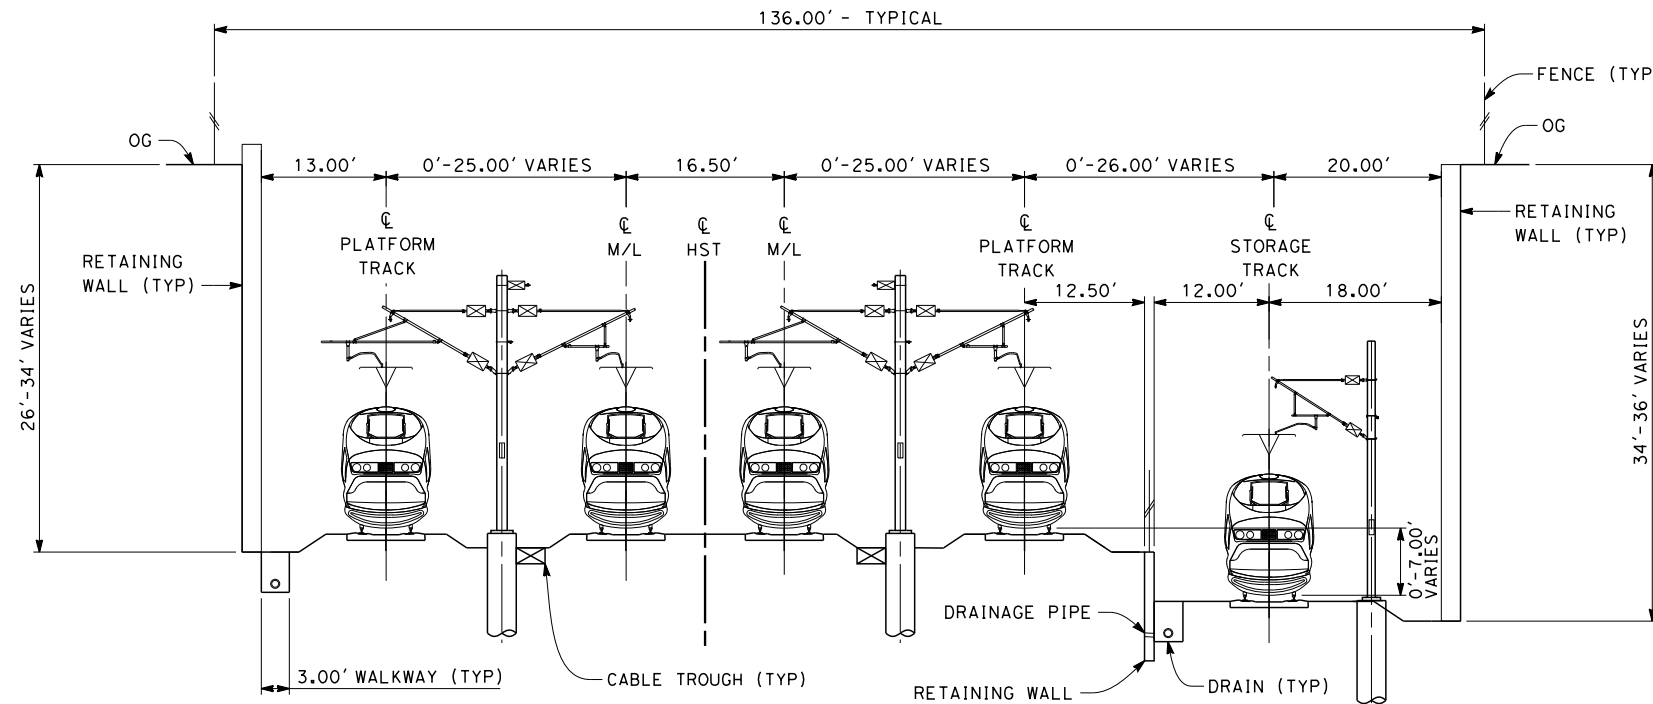 136.00' - TYPICAL
FENCE (TYP
OG
OG
13.00'
0'-25.00' VARIES
16.50'
0'-25.00' VARIES
0'-26.00' VARIES
20.00'
℄
PLATFORM
TRACK
℄
M/L
℄
HST
℄
M/L
℄
PLATFORM
TRACK
℄
STORAGE
TRACK
RETAINING
WALL (TYP)
RETAINING
WALL (TYP)
12.50'
12.00'
18.00'
26'-34' VARIES
34'-36' VARIES
0'-7.00'
VARIES
DRAINAGE PIPE
3.00' WALKWAY (TYP)
CABLE TROUGH (TYP)
RETAINING WALL
DRAIN (TYP)